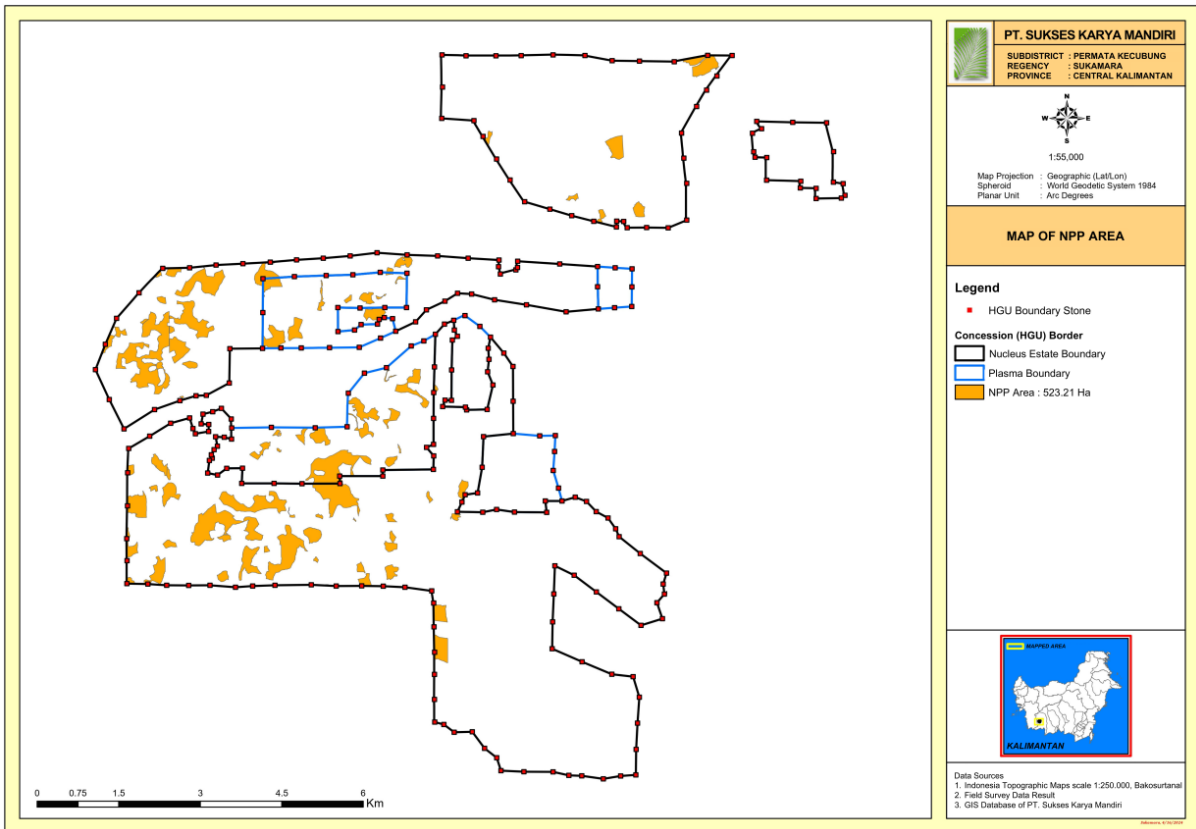 PT. SUKSES KARYA MANDIRI
SUBDISTRICT : PERMATA KECUBUNG
REGENCY : SUKAMARA
PROVINCE : CENTRAL KALIMANTAN
N
W E
S
1:55,000
Map Projection : Geographic (Lat/Lon)
Spheroid : World Geodetic System 1984
Planar Unit : Arc Degrees
MAP OF NPP AREA
Legend
HGU Boundary Stone
Concession (HGU) Border
Nucleus Estate Boundary
Plasma Boundary
NPP Area : 523.21 Ha
MAPPED AREA
KALIMANTAN
0 0.75 1.5 3 4.5 6
Km
Data Sources
1. Indonesia Topographic Maps scale 1:250.000, Bakosurtanal
2. Field Survey Data Result
3. GIS Database of PT. Sukses Karya Mandiri